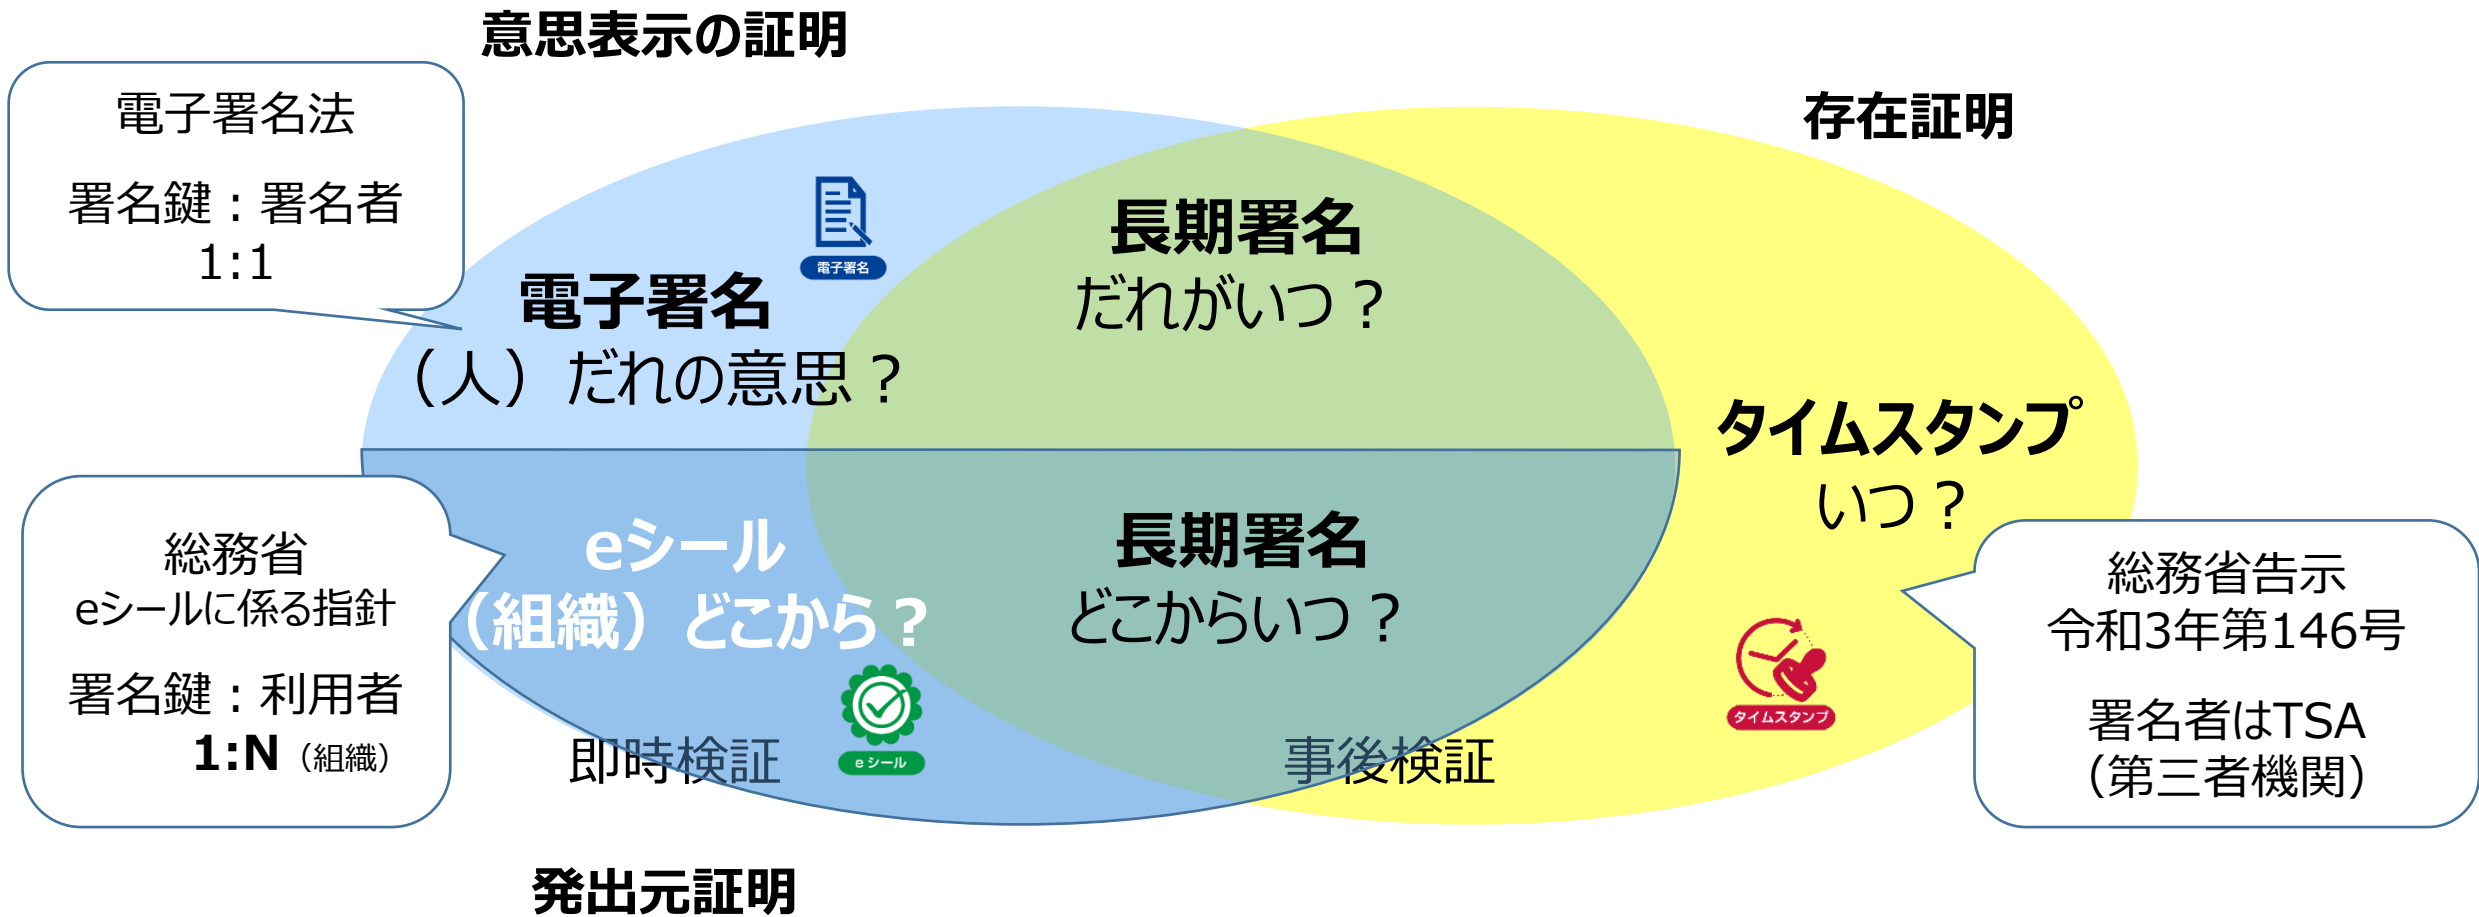 意思表示の証明
電子署名法
署名鍵：署名者
1:1
存在証明
電子署名
電子署名
（人）だれの意思？
長期署名
だれがいつ？
タイムスタンプ
いつ？
総務省
eシールに係る指針
署名鍵：利用者
1:N（組織）
eシール
（組織）どこから？
eシール
長期署名
どこからいつ？
タイムスタンプ
総務省告示
令和3年第146号
署名者はTSA
（第三者機関）
即時検証
事後検証
発出元証明